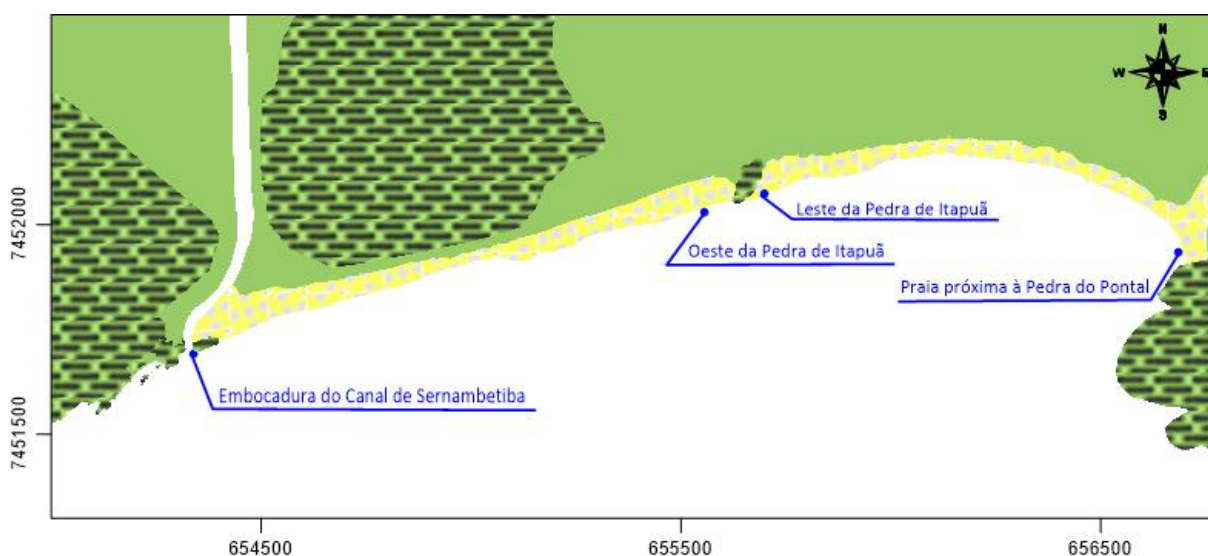 N
W E
S
Leste da Pedra de Itapuã
Oeste da Pedra de Itapuã
Praia próxima à Pedra do Pontal
Embocadura do Canal de Sernambetiba
7452000
7451500
654500 655500 656500